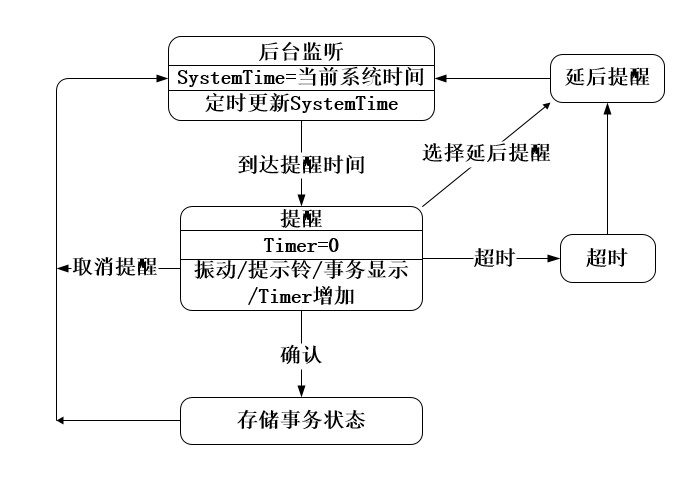 后台监听
SystemTime=当前系统时间
定时更新SystemTime
延后提醒
到达提醒时间
选择延后提醒
提醒
Timer=0
振动/提示铃/事务显示
/Timer增加
取消提醒
超时
超时
确认
存储事务状态